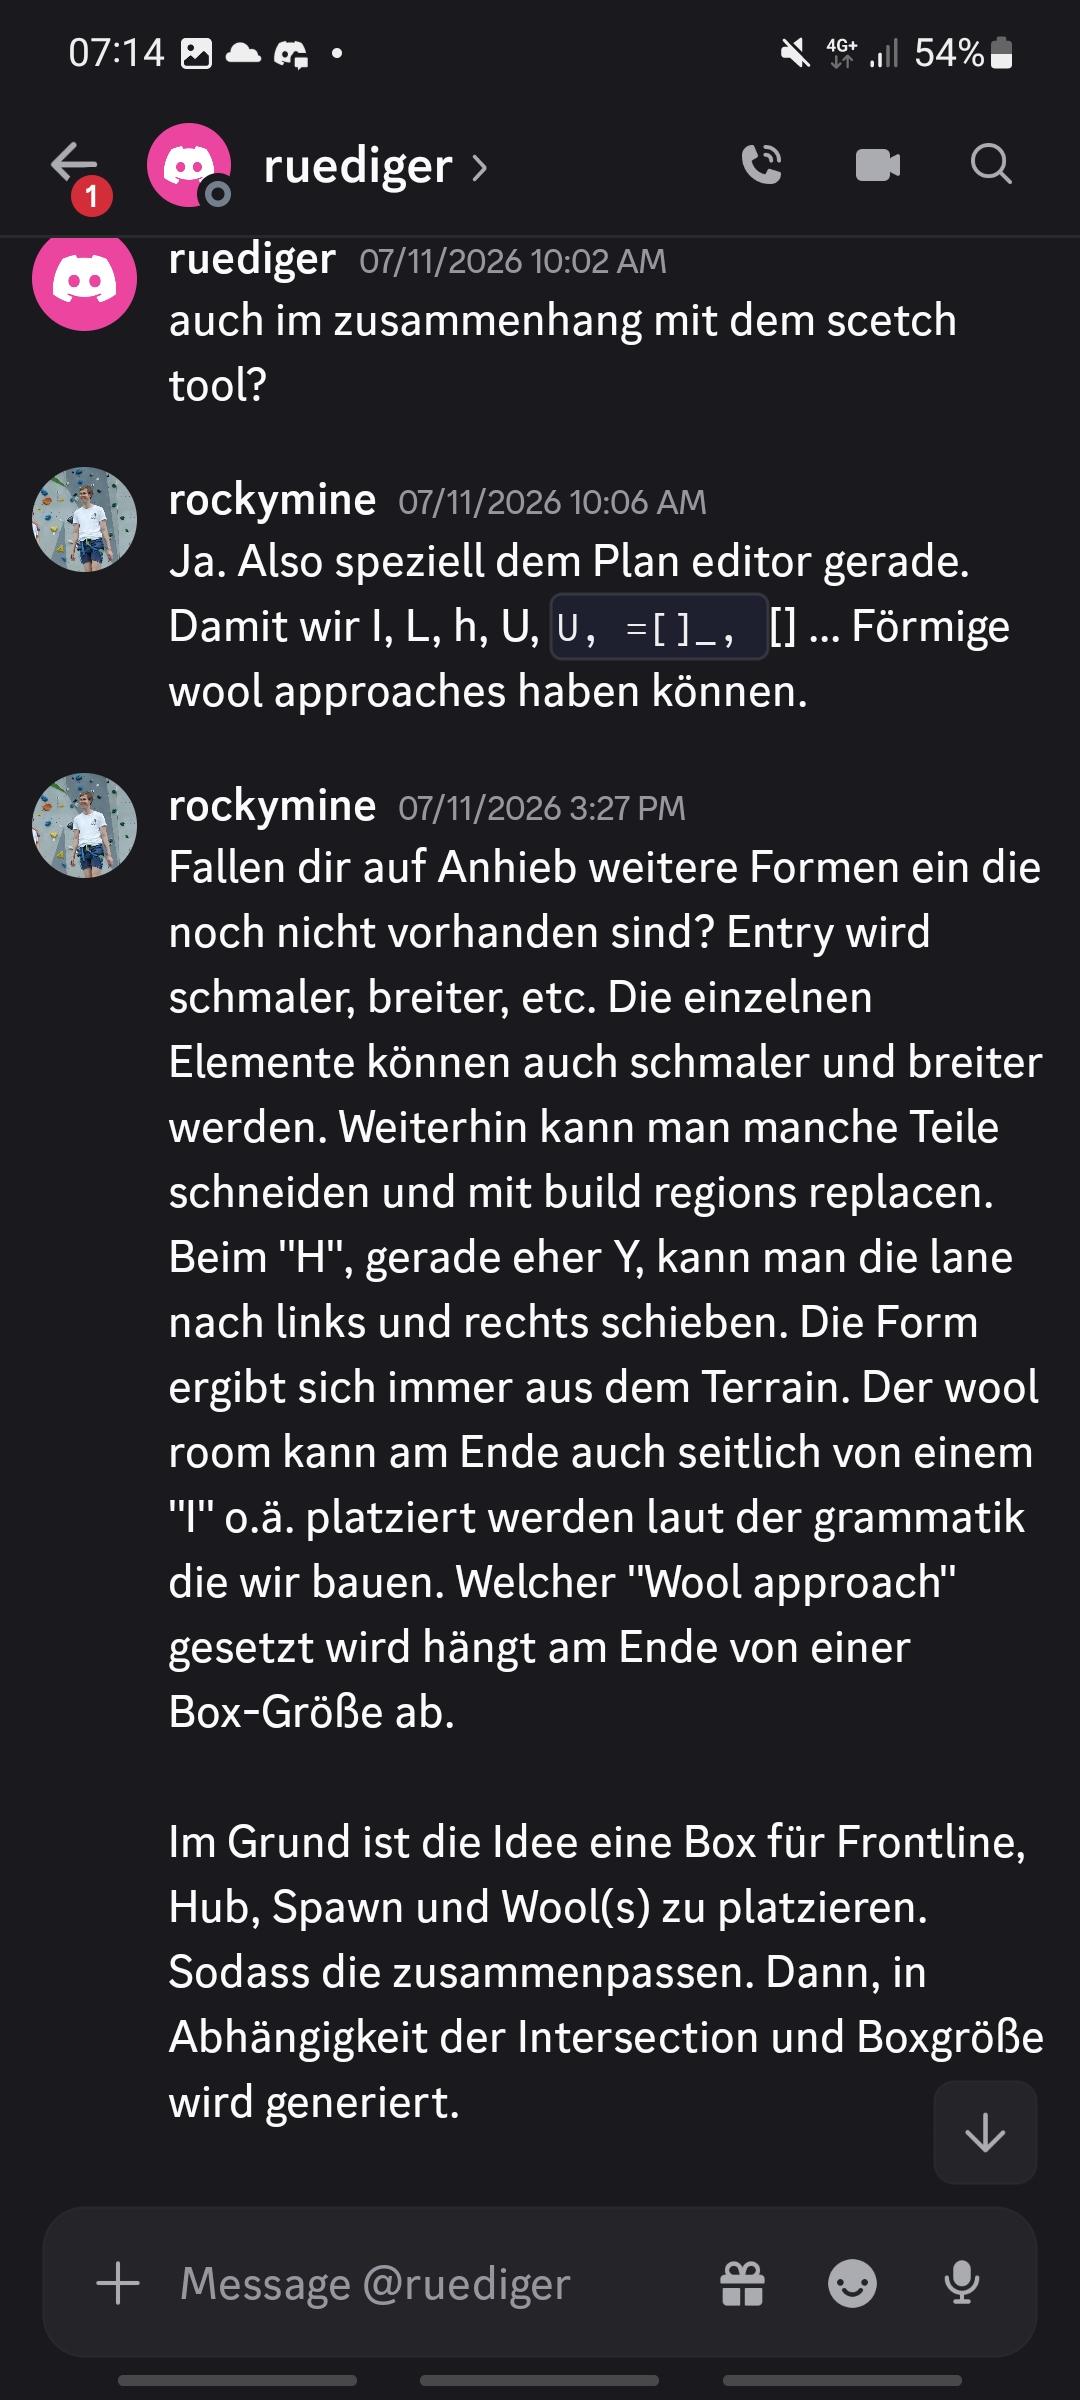 07:14
4G+
54%
1
ruediger
ruediger 07/11/2026 10:02 AM
auch im zusammenhang mit dem scetch
tool?
rockymine 07/11/2026 10:06 AM
Ja. Also speziell dem Plan editor gerade.
Damit wir I, L, h, U, U, =[]_, [] ... Förmige
wool approaches haben können.
rockymine 07/11/2026 3:27 PM
Fallen dir auf Anhieb weitere Formen ein die
noch nicht vorhanden sind? Entry wird
schmaler, breiter, etc. Die einzelnen
Elemente können auch schmaler und breiter
werden. Weiterhin kann man manche Teile
schneiden und mit build regions replacen.
Beim "H", gerade eher Y, kann man die lane
nach links und rechts schieben. Die Form
ergibt sich immer aus dem Terrain. Der wool
room kann am Ende auch seitlich von einem
"I" o.ä. platziert werden laut der grammatik
die wir bauen. Welcher "Wool approach"
gesetzt wird hängt am Ende von einer
Box-Größe ab.
Im Grund ist die Idee eine Box für Frontline,
Hub, Spawn und Wool(s) zu platzieren.
Sodass die zusammenpassen. Dann, in
Abhängigkeit der Intersection und Boxgröße
wird generiert.
Message @ruediger